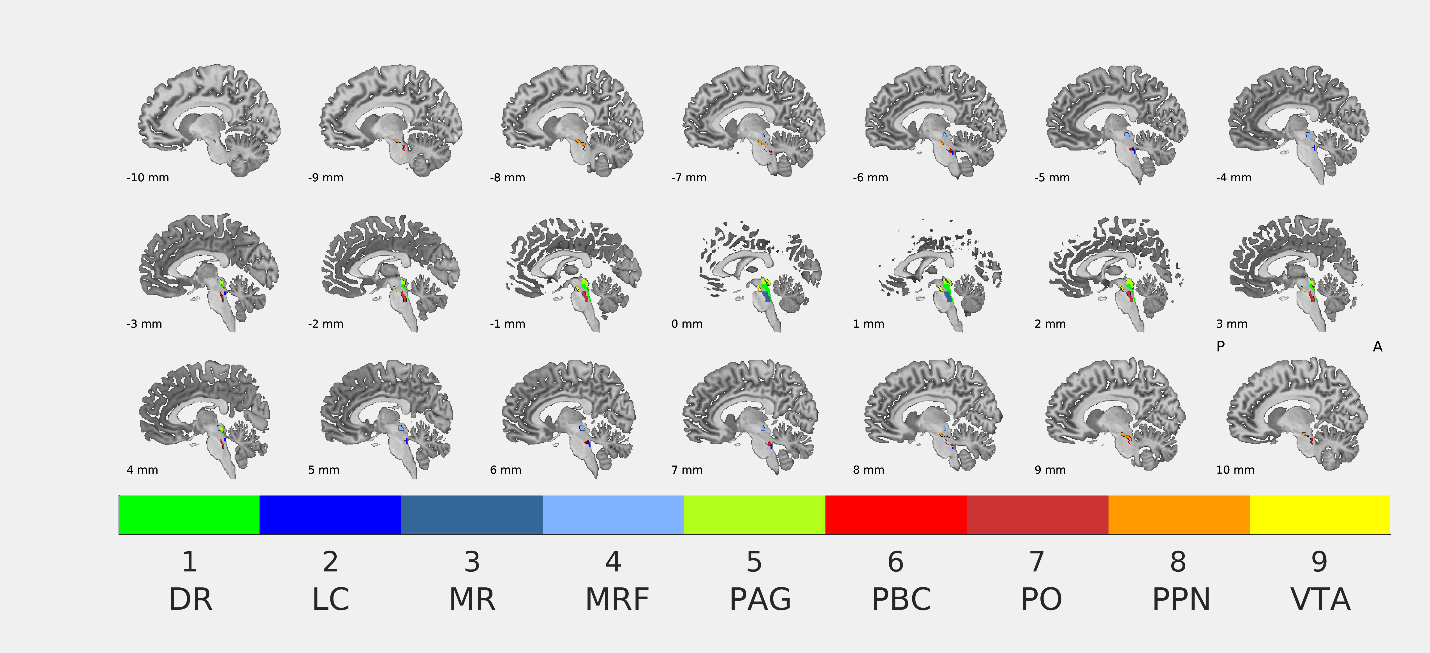 -10 mm -9 mm -8 mm -7 mm -6 mm -5 mm -4 mm
-3 mm -2 mm -1 mm 0 mm 1 mm 2 mm 3 mm
P A
4 mm 5 mm 6 mm 7 mm 8 mm 9 mm 10 mm
1 2 3 4 5 6 7 8 9
DR LC MR MRF PAG PBC PO PPN VTA